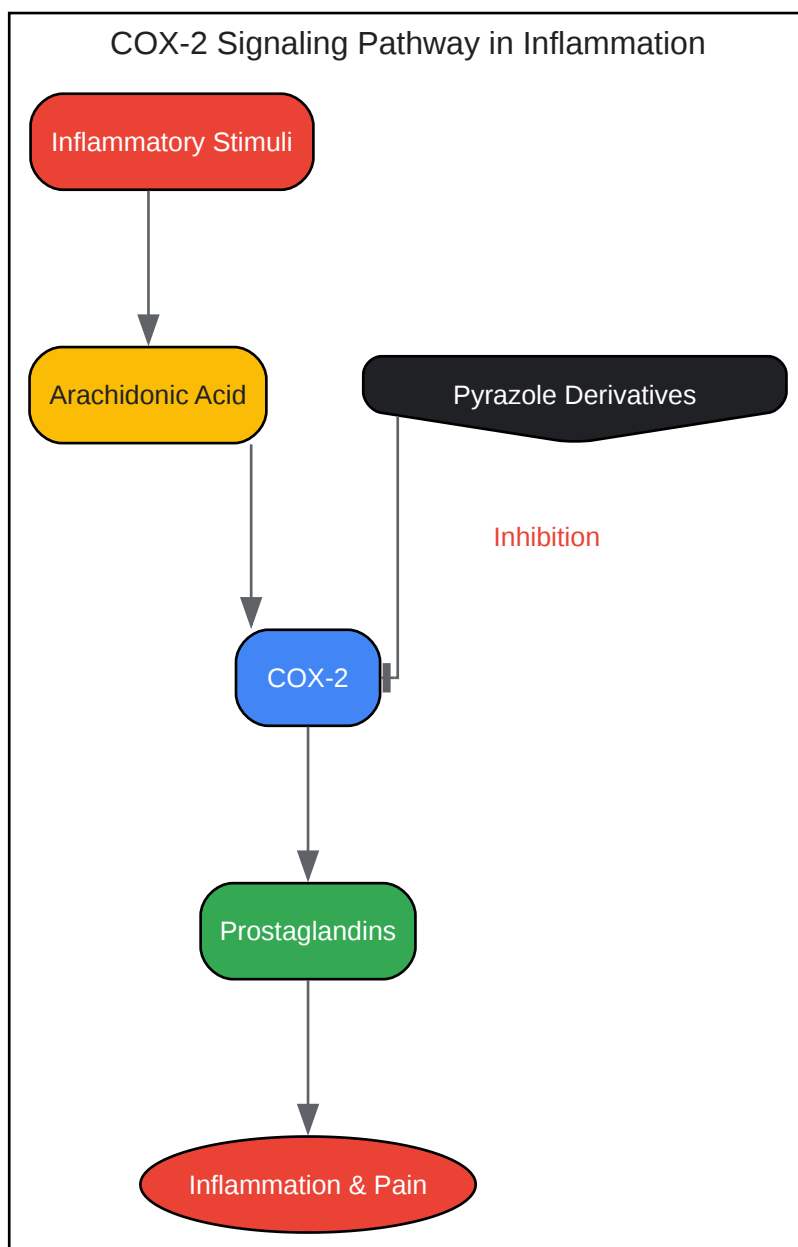 COX-2 Signaling Pathway in Inflammation
Inflammatory Stimuli
Arachidonic Acid
Pyrazole Derivatives
Inhibition
COX-2
Prostaglandins
Inflammation & Pain